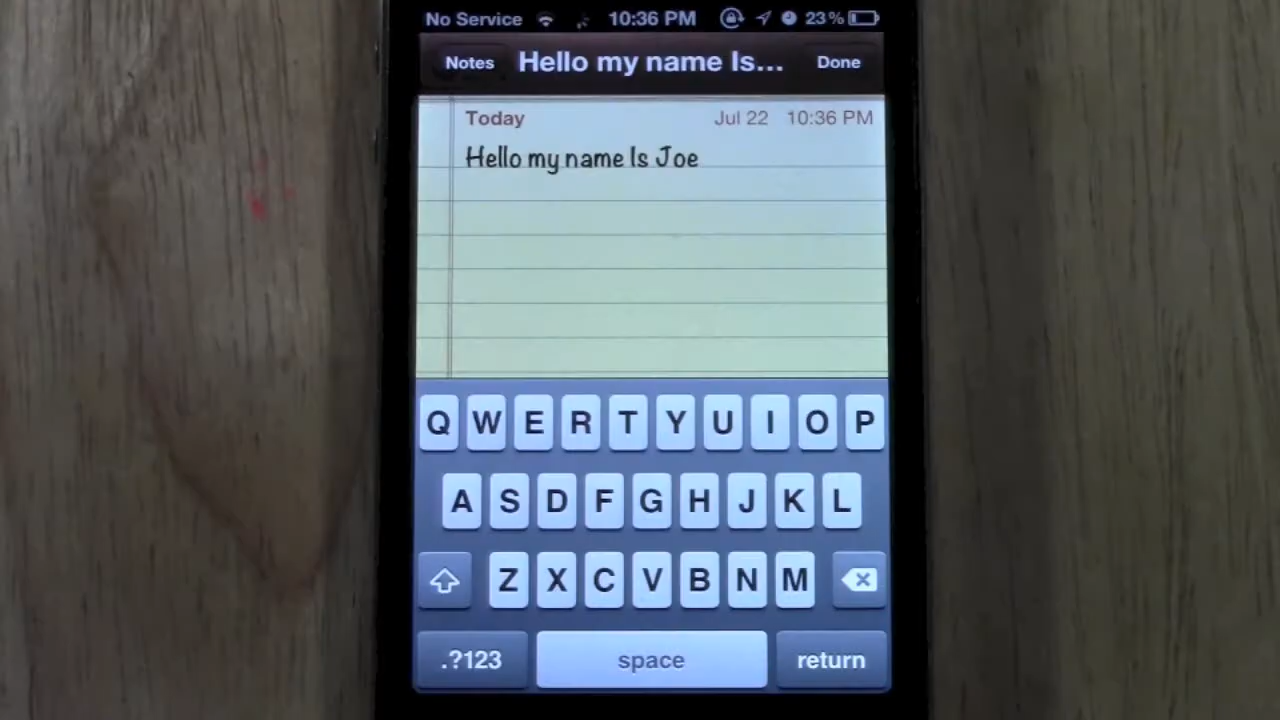 No Service 10:36 PM 23%
Notes Hello my name Is... Done
Today Jul 22 10:36 PM
Hello my name Is Joe
Q W E R T Y U I O P
A S D F G H J K L
Z X C V B N M
.?123 space return